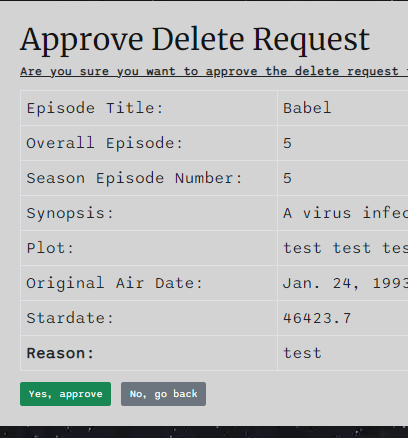 Approve Delete Request
Are you sure you want to approve the delete request
Episode Title: Babel
Overall Episode: 5
Season Episode Number: 5
Synopsis: A virus infec
Plot: test test tes
Original Air Date: Jan. 24, 1993
Stardate: 46423.7
Reason: test
Yes, approve No, go back